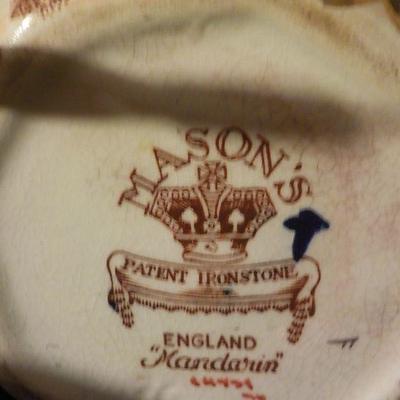 MASON'S
PATENT IRONSTONE
ENGLAND
"Mandarin"